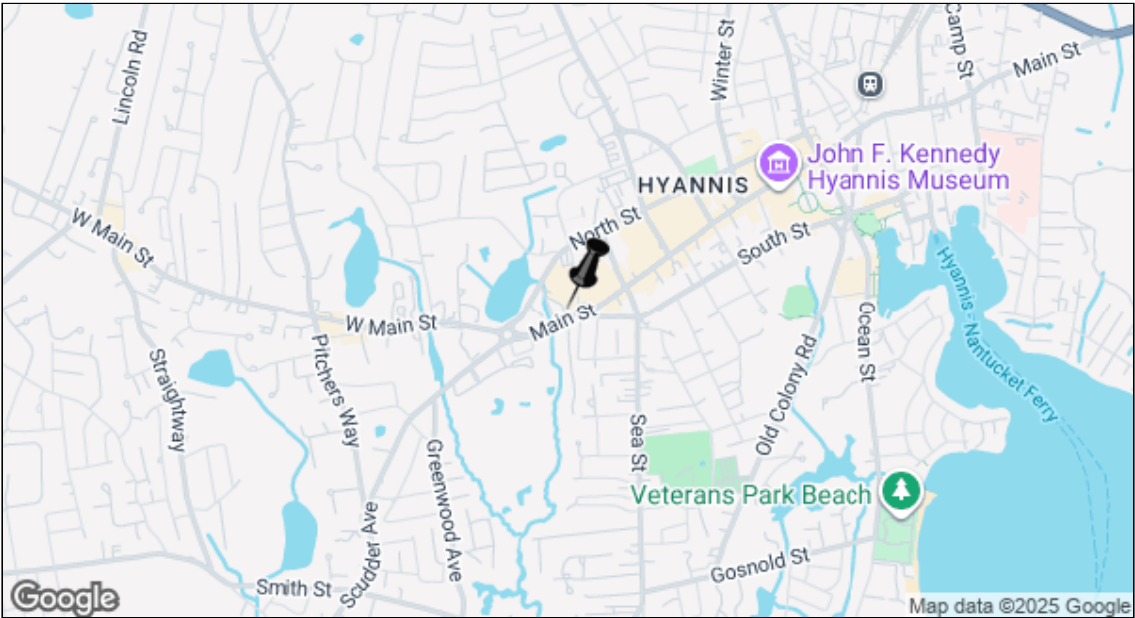 Lincoln Rd
Winter St
Camp St
Main St
John F. Kennedy
Hyannis Museum
HYANNIS
North St
South St
W Main St
Hyannis - Nantucket Ferry
Main St
W Main St
Ocean St
Straightway
Pitchers Way
Old Colony Rd
Sea St
Greenwood Ave
Veterans Park Beach
Scudder Ave
Gosnold St
Smith St
Google
Map data ©2025 Google